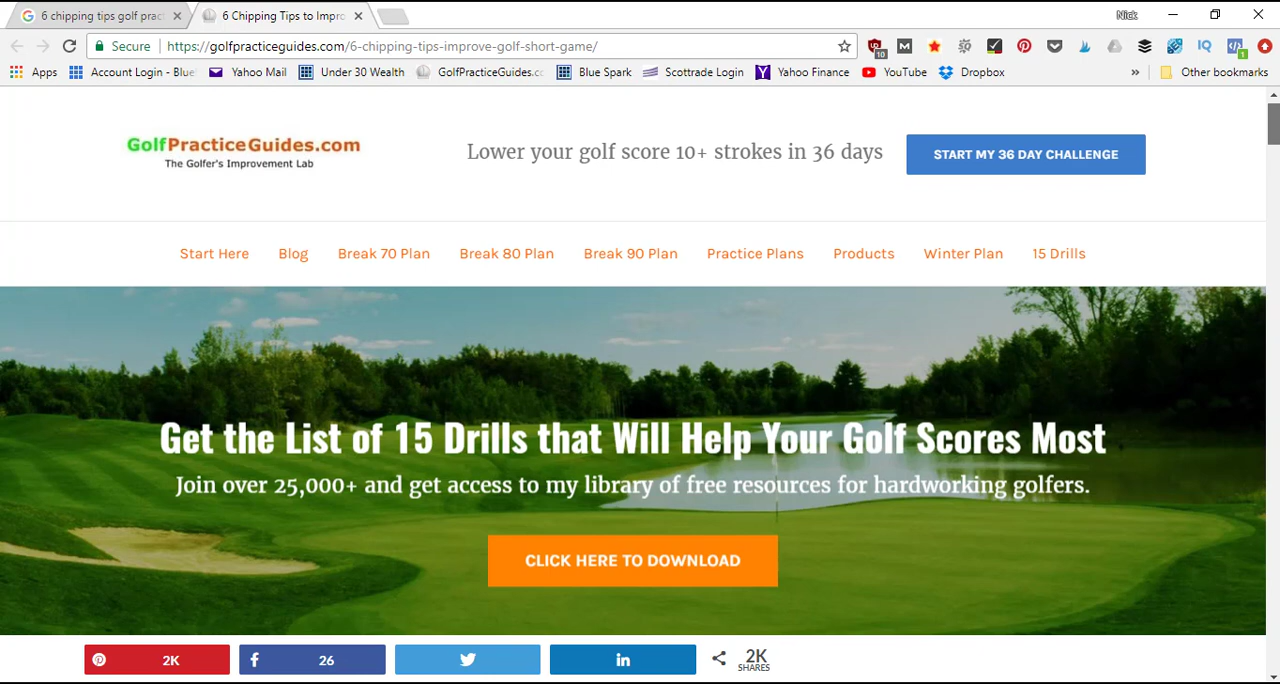 6 chipping tips golf prac
6 Chipping Tips to Impro
Nick
Secure
https://golfpracticeguides.com/6-chipping-tips-improve-golf-short-game/
10
M
IQ
1
Apps
Account Login - Blue
Yahoo Mail
Under 30 Wealth
GolfPracticeGuides.co
Blue Spark
Scottrade Login
Yahoo Finance
YouTube
Dropbox
»
Other bookmarks
GolfPracticeGuides.com
The Golfer's Improvement Lab
Lower your golf score 10+ strokes in 36 days
START MY 36 DAY CHALLENGE
Start Here
Blog
Break 70 Plan
Break 80 Plan
Break 90 Plan
Practice Plans
Products
Winter Plan
15 Drills
Get the List of 15 Drills that Will Help Your Golf Scores Most
Join over 25,000+ and get access to my library of free resources for hardworking golfers.
CLICK HERE TO DOWNLOAD
2K
26
2K
SHARES